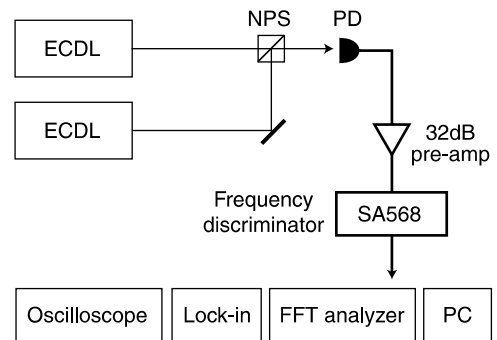 NPS
PD
ECDL
ECDL
32dB
pre-amp
Frequency
discriminator
SA568
Oscilloscope
Lock-in
FFT analyzer
PC